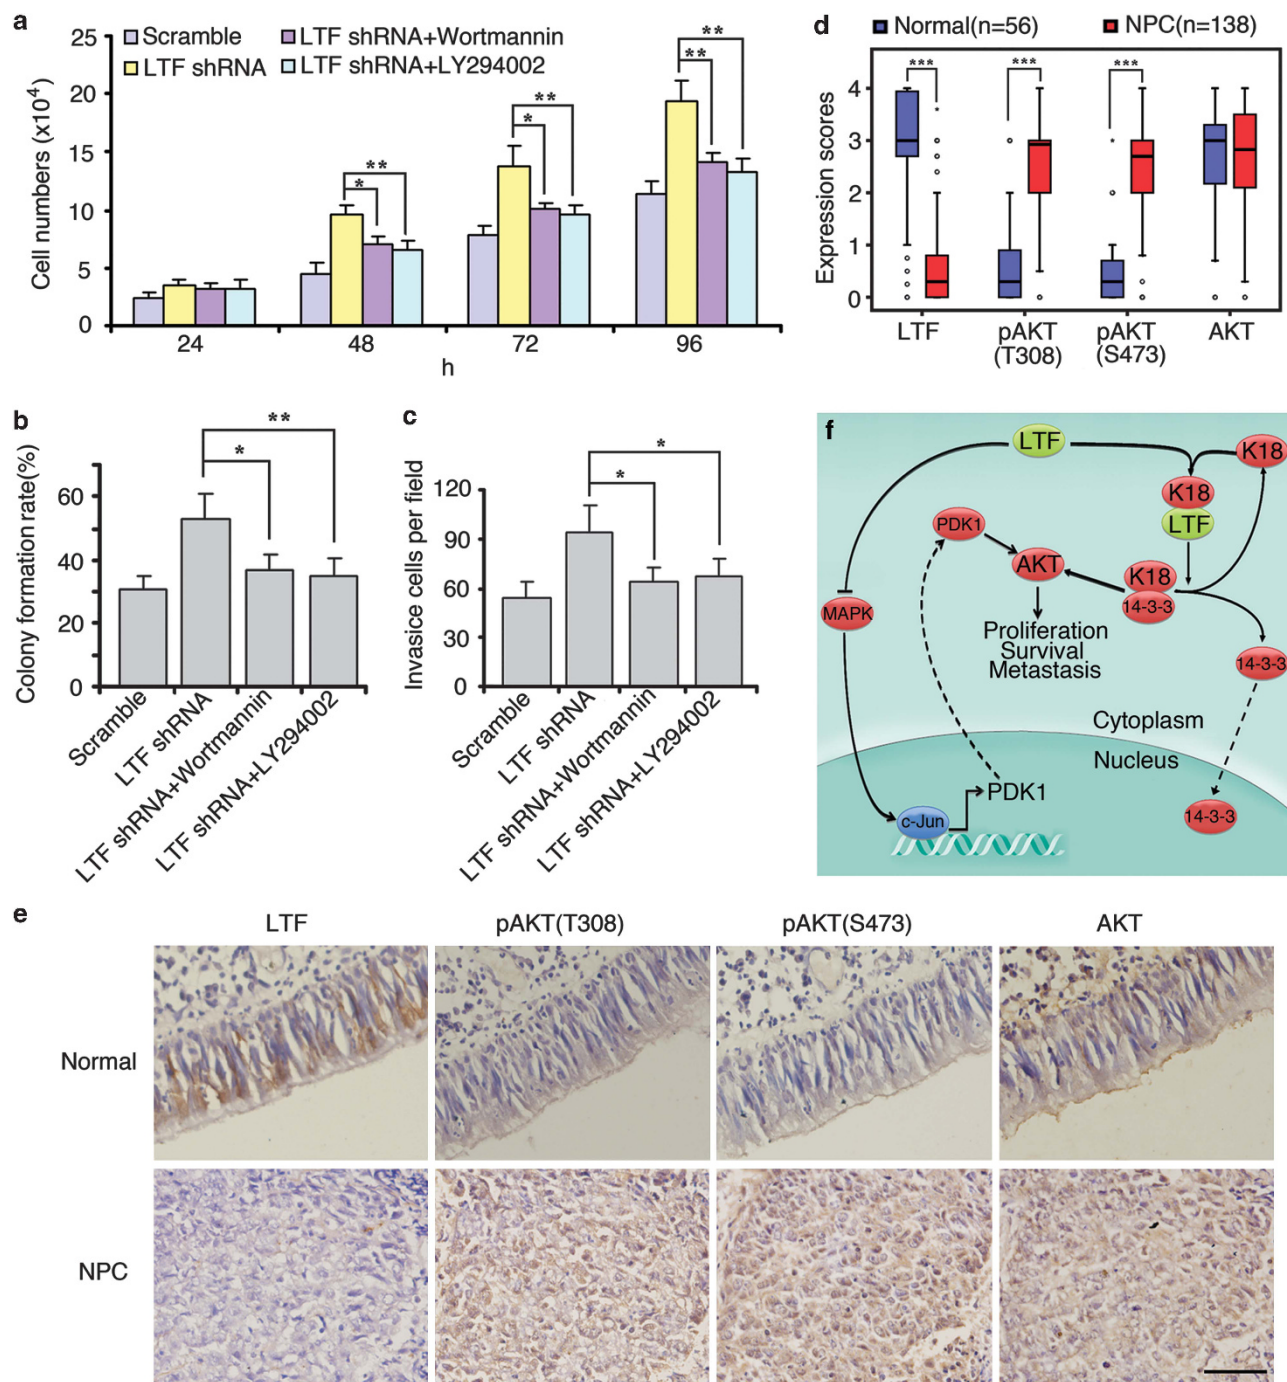 a
Scramble
LTF shRNA+Wortmannin
LTF shRNA
LTF shRNA+LY294002
Cell numbers (x10⁴)
25
20
15
10
5
0
* **
* **
** **
24 48 72 96
h
b
Colony formation rate(%)
60
40
20
0
* **
Scramble
LTF shRNA
LTF shRNA+Wortmannin
LTF shRNA+LY294002
c
Invasice cells per field
120
90
60
30
0
* *
Scramble
LTF shRNA
LTF shRNA+Wortmannin
LTF shRNA+LY294002
d
Normal(n=56) NPC(n=138)
Expression scores
4
3
2
1
0
*** *** ***
LTF pAKT pAKT AKT
(T308) (S473)
f
LTF
K18
K18
LTF
PDK1
AKT
K18
14-3-3
MAPK
Proliferation
Survival
Metastasis
14-3-3
Cytoplasm
Nucleus
PDK1
c-Jun
14-3-3
e
LTF pAKT(T308) pAKT(S473) AKT
Normal
NPC